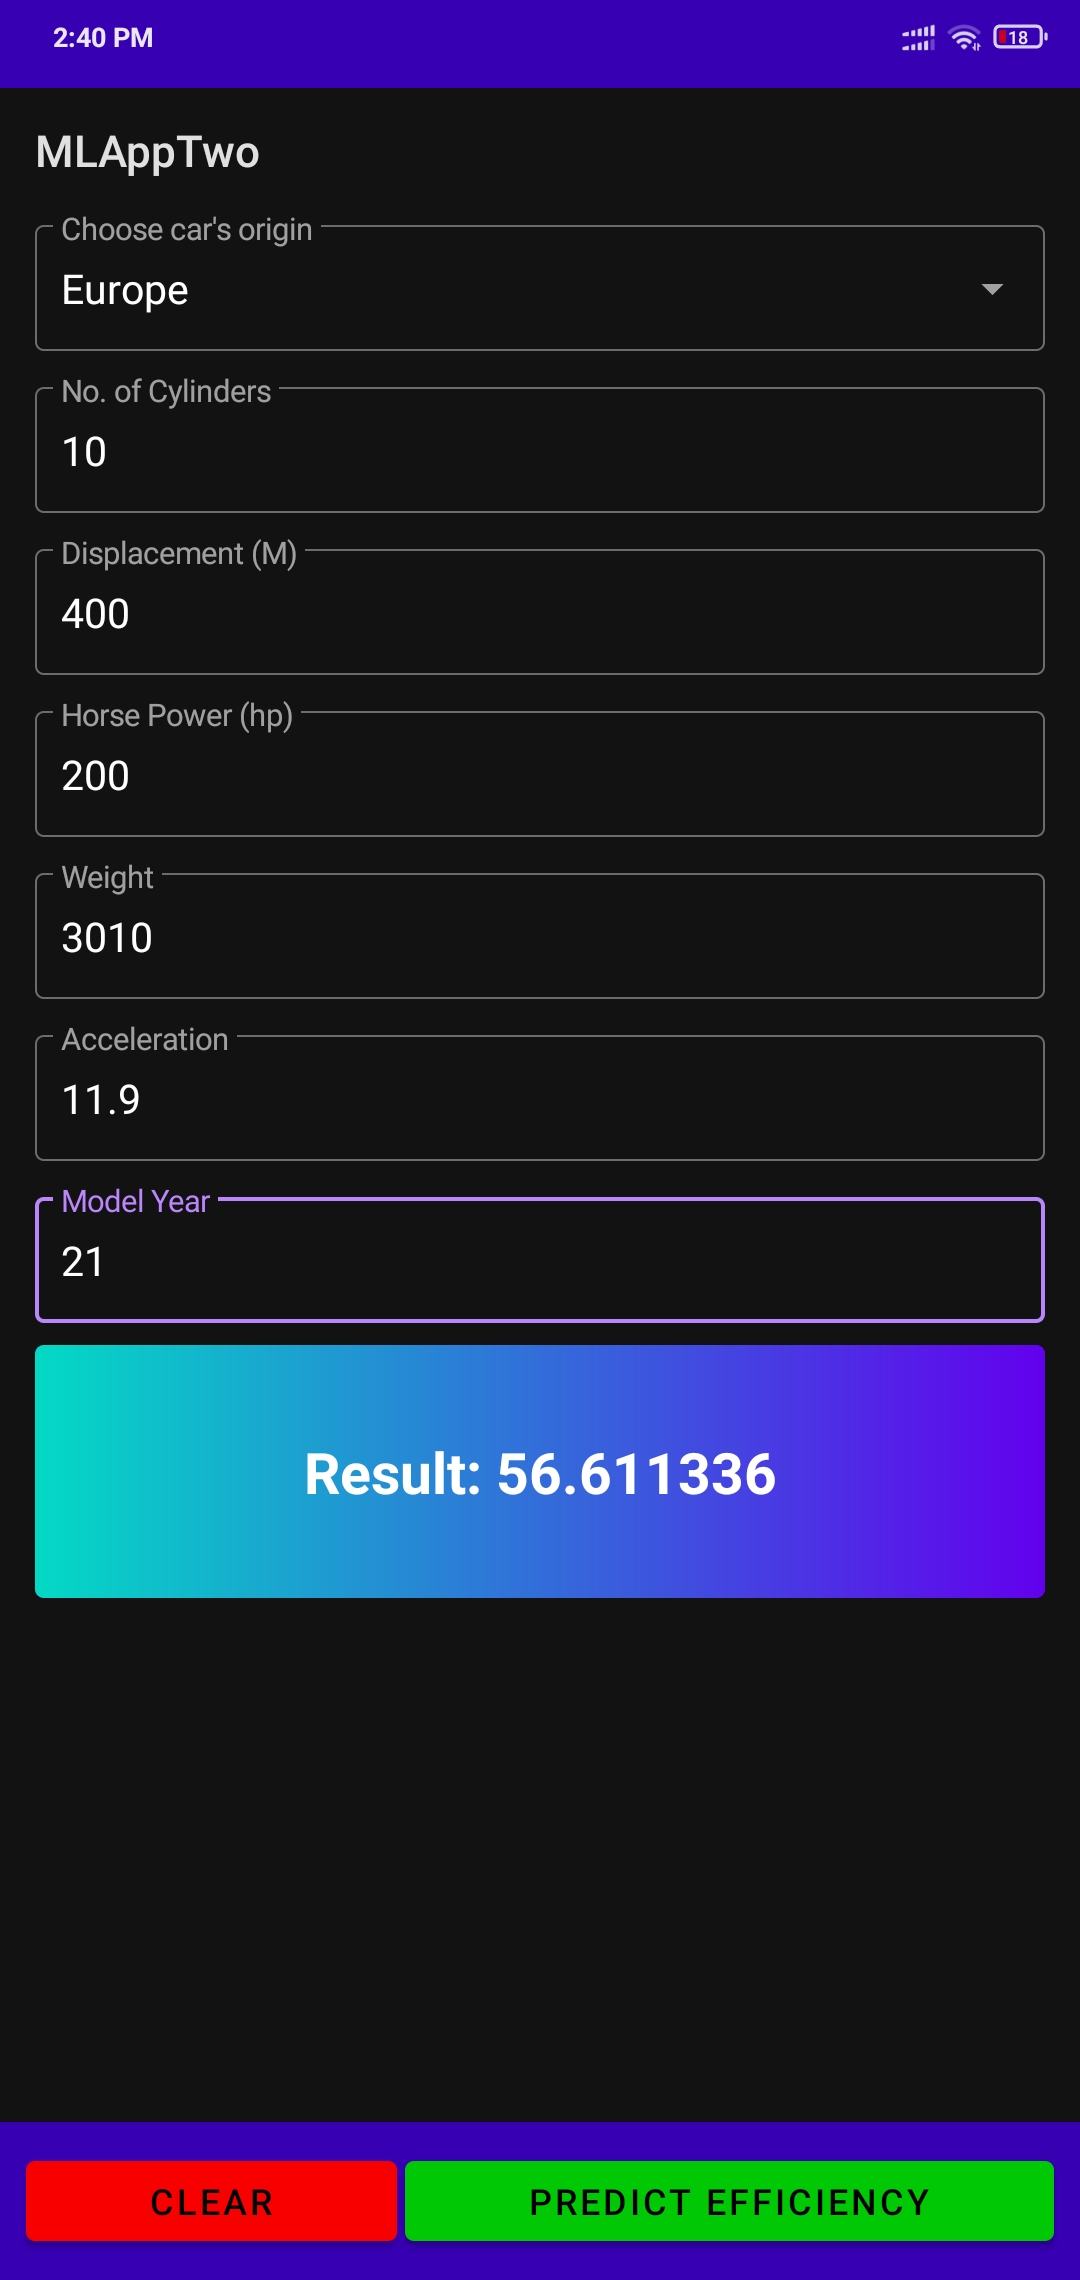 2:40 PM
18
MLAppTwo
Choose car's origin
Europe
No. of Cylinders
10
Displacement (M)
400
Horse Power (hp)
200
Weight
3010
Acceleration
11.9
Model Year
21
Result: 56.611336
CLEAR
PREDICT EFFICIENCY